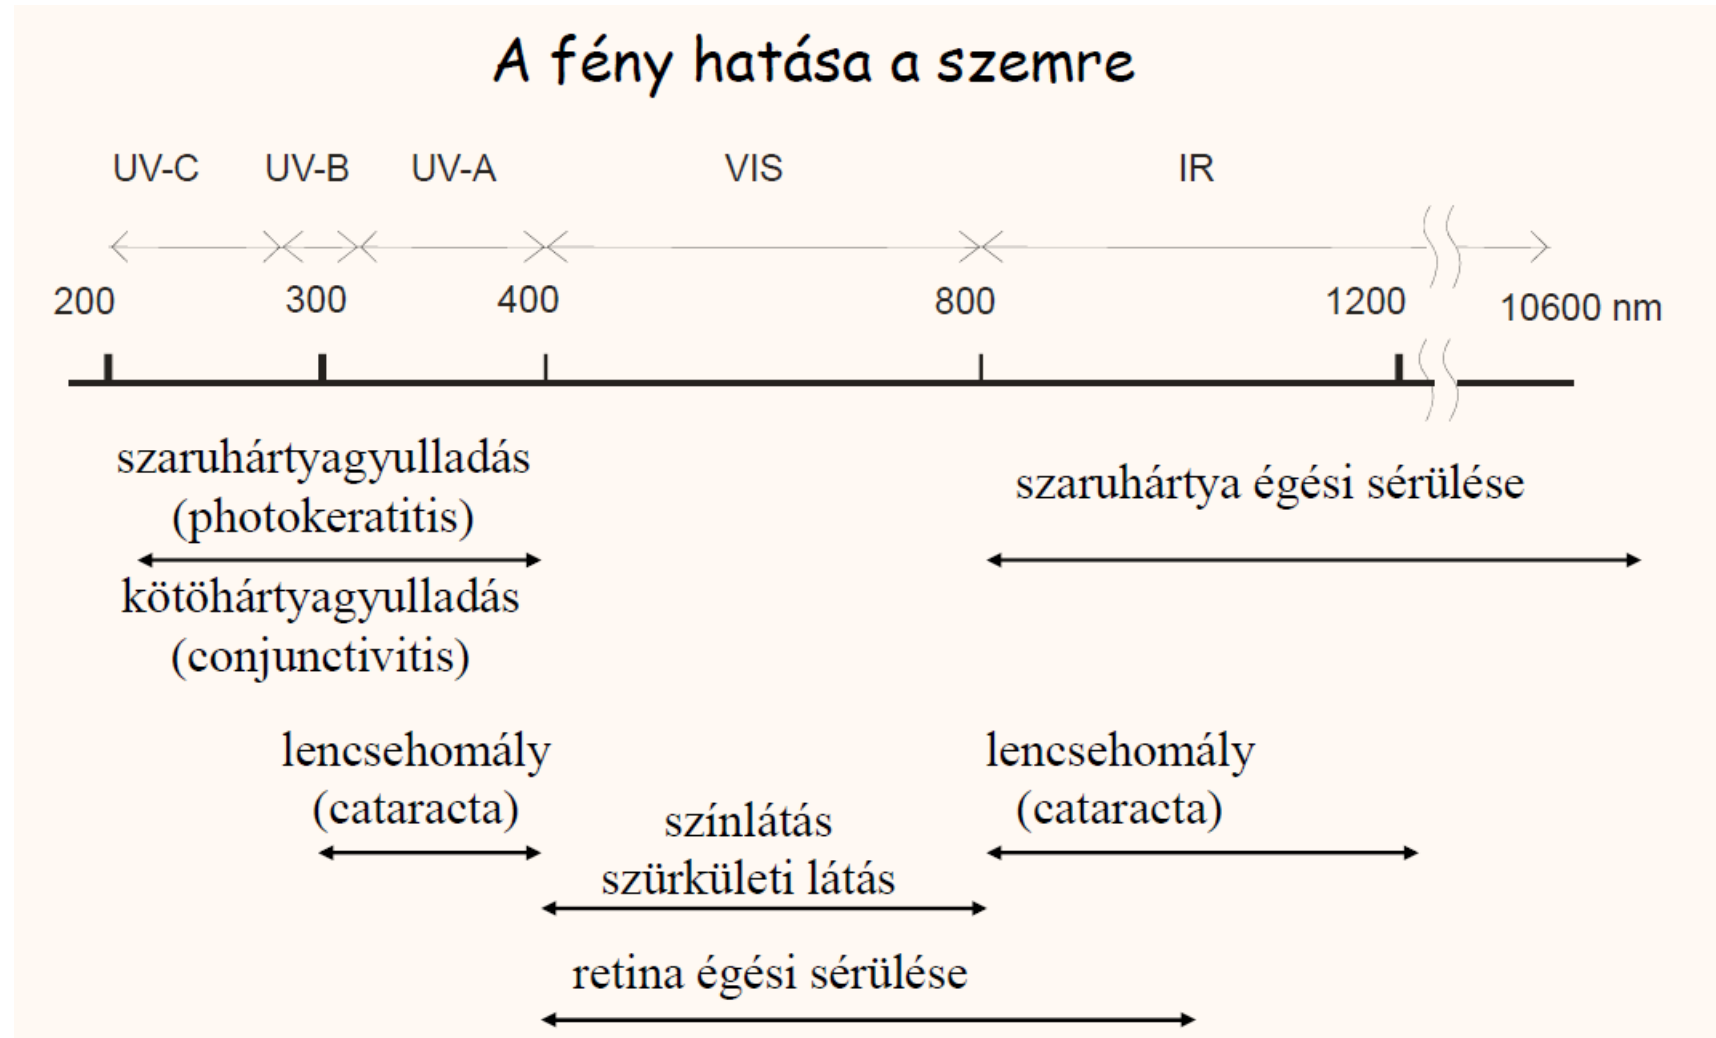 A fény hatása a szemre
UV-C UV-B UV-A VIS IR
200 300 400 800 1200 10600 nm
szaruhártyagyulladás
(photokeratitis)
szaruhártya égési sérülése
kötöhártyagyulladás
(conjunctivitis)
lencsehomály
(cataracta)
lencsehomály
(cataracta)
színlátás
szürkületi látás
retina égési sérülése